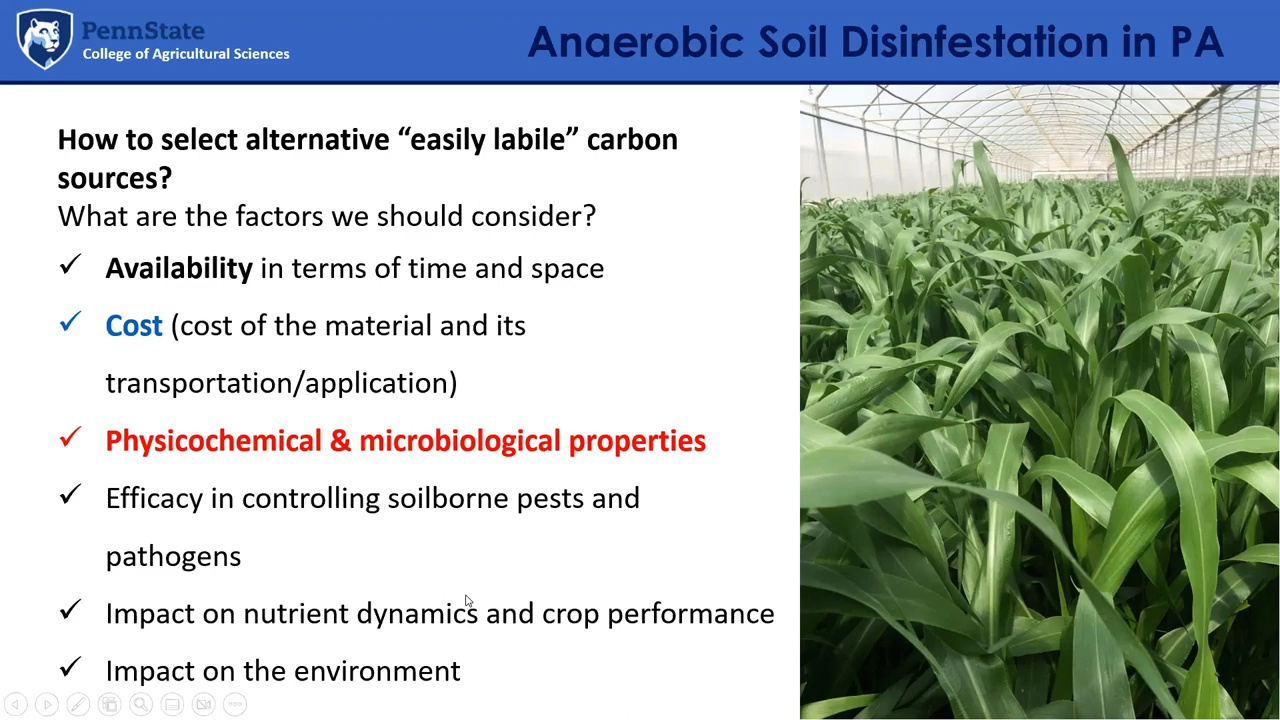 PennState
College of Agricultural Sciences
Anaerobic Soil Disinfestation in PA
How to select alternative “easily labile” carbon
sources?
What are the factors we should consider?
✓ Availability in terms of time and space
✓ Cost (cost of the material and its
transportation/application)
✓ Physicochemical & microbiological properties
✓ Efficacy in controlling soilborne pests and
pathogens
✓ Impact on nutrient dynamics and crop performance
✓ Impact on the environment